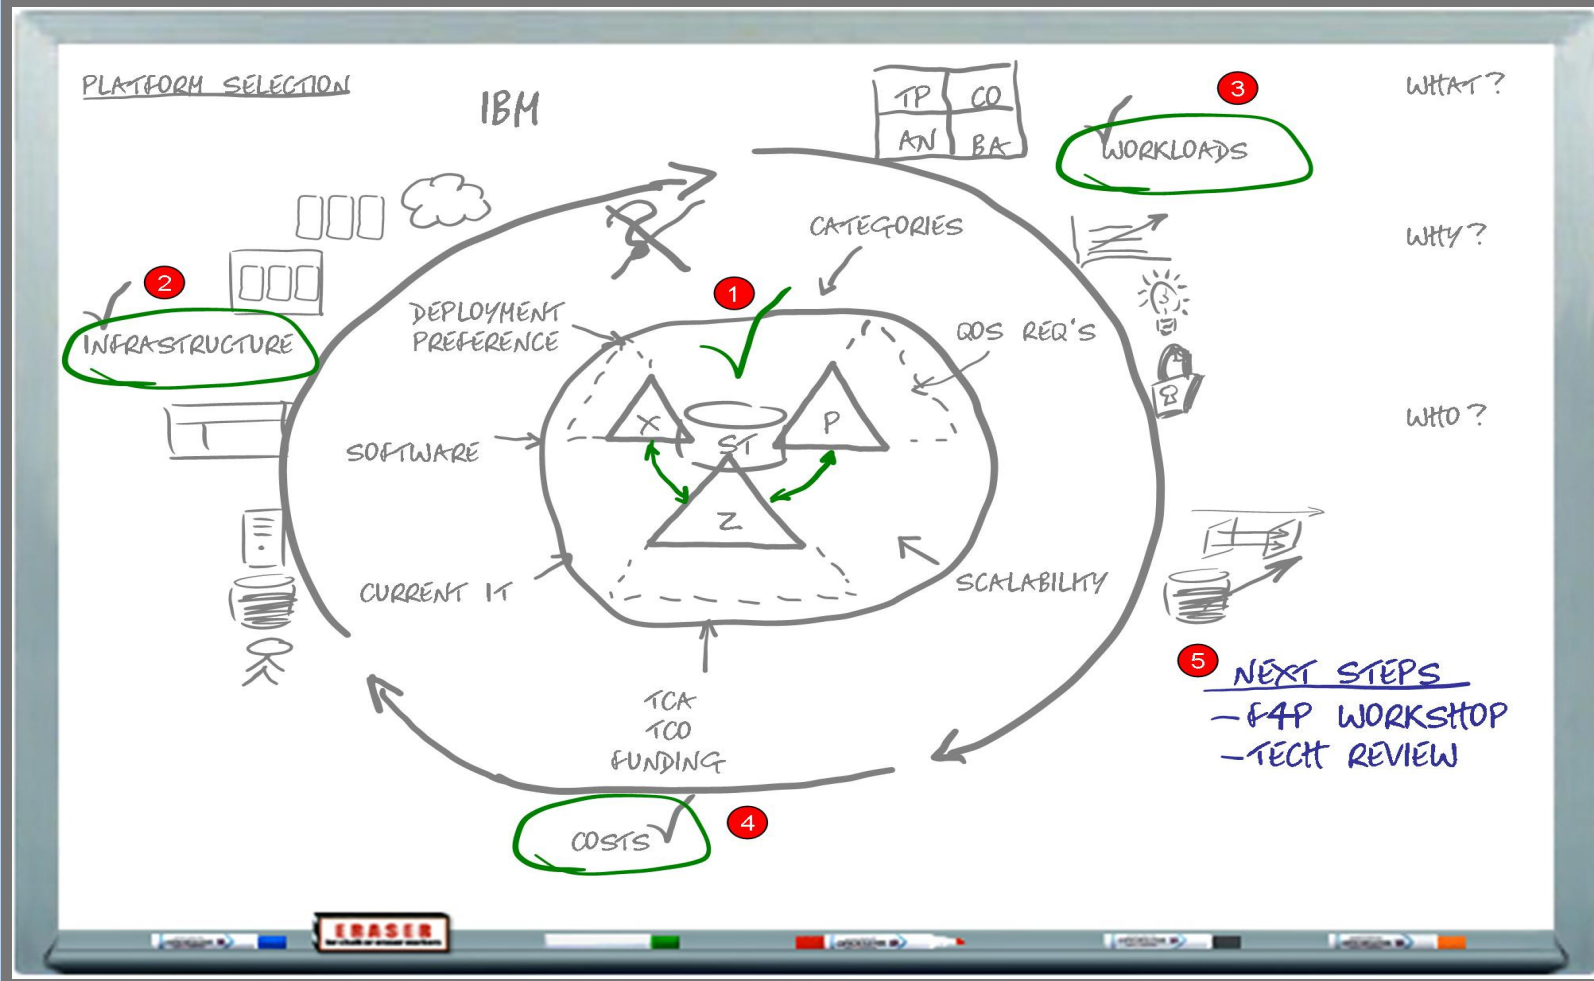 PLATFORM SELECTION
IBM
TP CO
AN BA
3
WORKLOADS
WHAT?
WHY?
WHO?
CATEGORIES
2
INFRASTRUCTURE
1
DEPLOYMENT
PREFERENCE
QOS REQ'S
X
ST
P
Z
SOFTWARE
CURRENT IT
SCALABILITY
TCA
TCO
FUNDING
COSTS
4
5
NEXT STEPS
- F4P WORKSHOP
- TECH REVIEW
ERASER